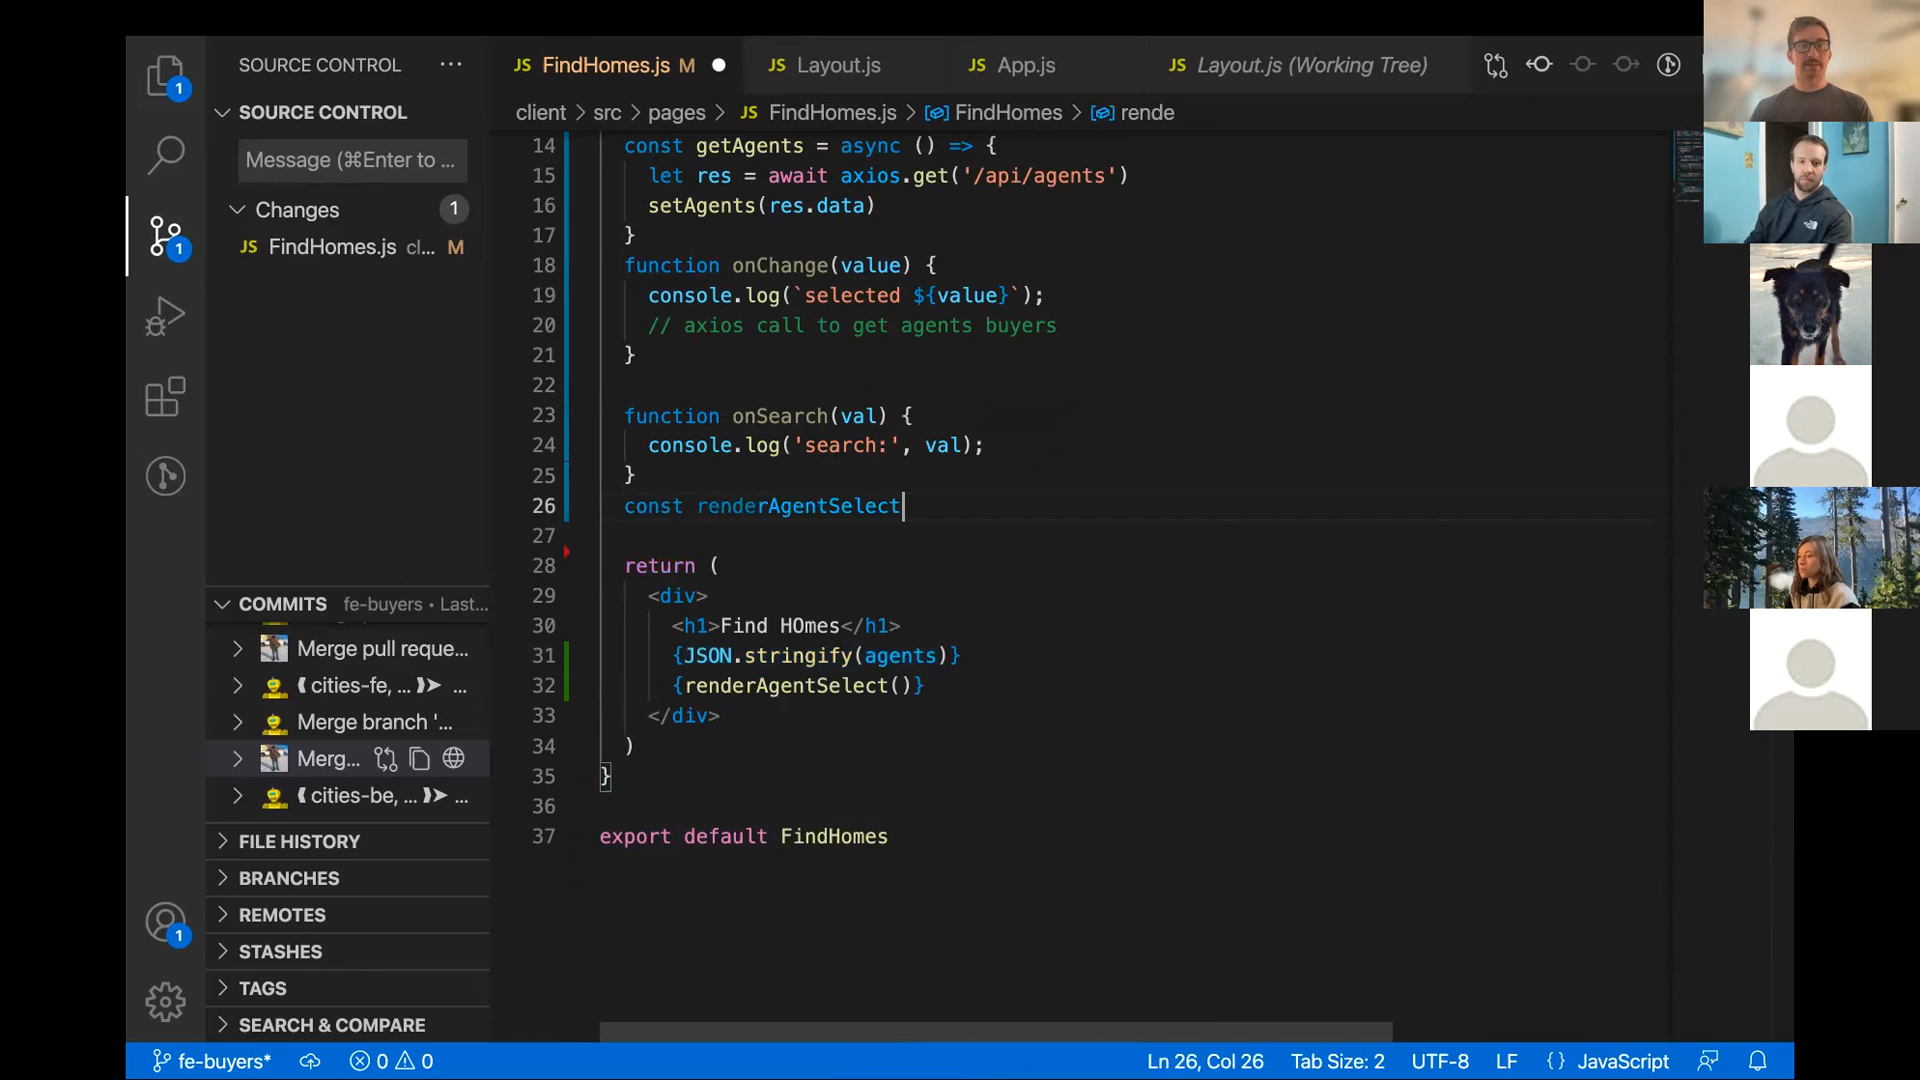 SOURCE CONTROL ...
JS FindHomes.js M
JS Layout.js
JS App.js
JS Layout.js (Working Tree)
1
SOURCE CONTROL
client > src > pages > JS FindHomes.js > FindHomes > rende
Message (⌘Enter to ...
Changes 1
JS FindHomes.js cl... M
1
14 const getAgents = async () => {
15 let res = await axios.get('/api/agents')
16 setAgents(res.data)
17 }
18 function onChange(value) {
19 console.log(`selected ${value}`);
20 // axios call to get agents buyers
21 }
22
23 function onSearch(val) {
24 console.log('search:', val);
25 }
26 const renderAgentSelect
27
28 return (
29 <div>
30 <h1>Find HOmes</h1>
31 {JSON.stringify(agents)}
32 {renderAgentSelect()}
33 </div>
34 )
35 }
36
37 export default FindHomes
COMMITS fe-buyers • Last...
Merge pull reque...
cities-fe, ... ...
Merge branch '...
Merg...
cities-be, ... ...
FILE HISTORY
BRANCHES
REMOTES
STASHES
TAGS
SEARCH & COMPARE
1
fe-buyers* 0 0 Ln 26, Col 26 Tab Size: 2 UTF-8 LF {} JavaScript